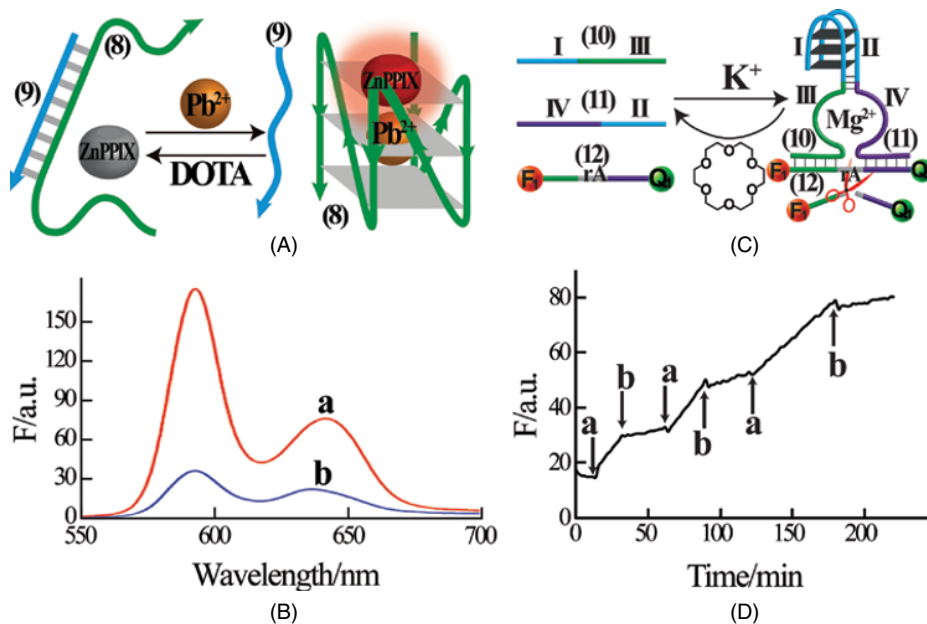 (8)
(9)
ZnPPIX
Pb²⁺
DOTA
(9)
ZnPPIX
Pb²⁺
(8)
(A)
I (10) III
IV (11) II
F₁ (12) rA Q₁
K⁺
I II
III IV
Mg²⁺
(10) (11)
F₁ (12) rA Q₁
F₁ Q₁
O O O O O O
(C)
F/a.u.
150
120
90
60
30
0
a
b
550 600 650 700
Wavelength/nm
(B)
F/a.u.
80
60
40
20
0
a b a b a b
0 50 100 150 200
Time/min
(D)